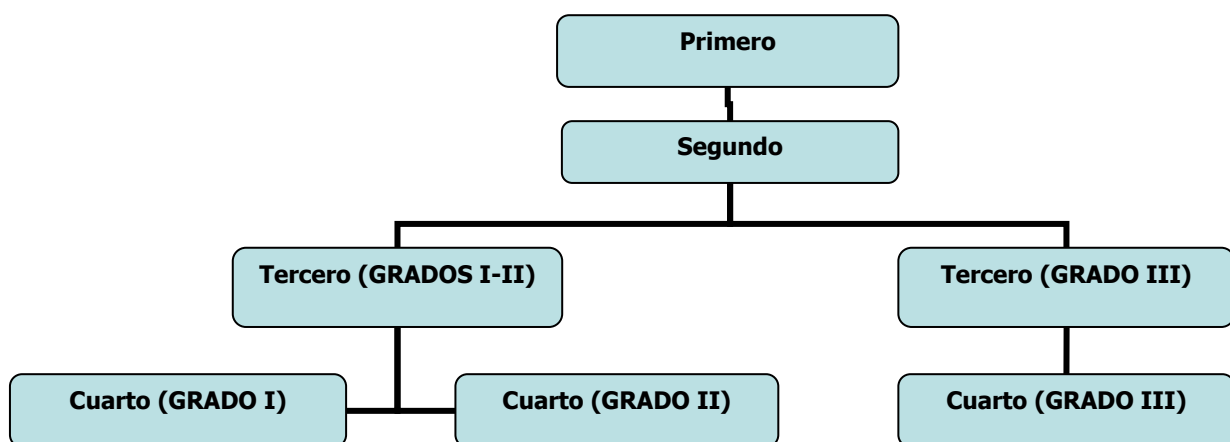 Primero
Segundo
Tercero (GRADOS I-II)
Tercero (GRADO III)
Cuarto (GRADO I)
Cuarto (GRADO II)
Cuarto (GRADO III)